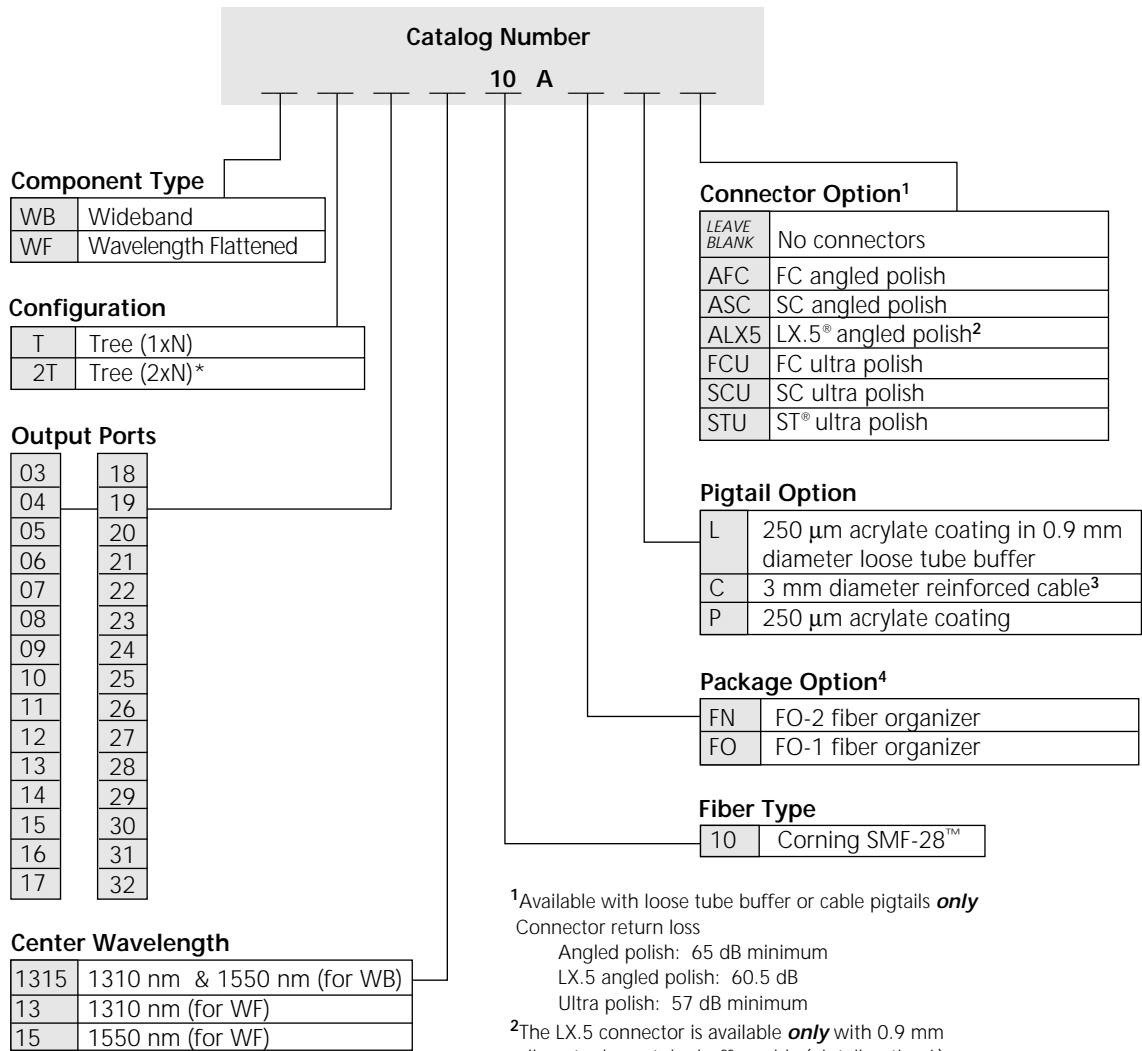 Catalog Number
10 A
Component Type
WB Wideband
WF Wavelength Flattened
Configuration
T Tree (1xN)
2T Tree (2xN)*
Output Ports
03 18
04 19
05 20
06 21
07 22
08 23
09 24
10 25
11 26
12 27
13 28
14 29
15 30
16 31
17 32
Center Wavelength
1315 1310 nm & 1550 nm (for WB)
13 1310 nm (for WF)
15 1550 nm (for WF)
Connector Option¹
LEAVE
BLANK No connectors
AFC FC angled polish
ASC SC angled polish
ALX5 LX.5® angled polish²
FCU FC ultra polish
SCU SC ultra polish
STU ST® ultra polish
Pigtail Option
L 250 µm acrylate coating in 0.9 mm
diameter loose tube buffer
C 3 mm diameter reinforced cable³
P 250 µm acrylate coating
Package Option⁴
FN FO-2 fiber organizer
FO FO-1 fiber organizer
Fiber Type
10 Corning SMF-28™
¹Available with loose tube buffer or cable pigtails only
Connector return loss
Angled polish: 65 dB minimum
LX.5 angled polish: 60.5 dB
Ultra polish: 57 dB minimum
²The LX.5 connector is available only with 0.9 mm